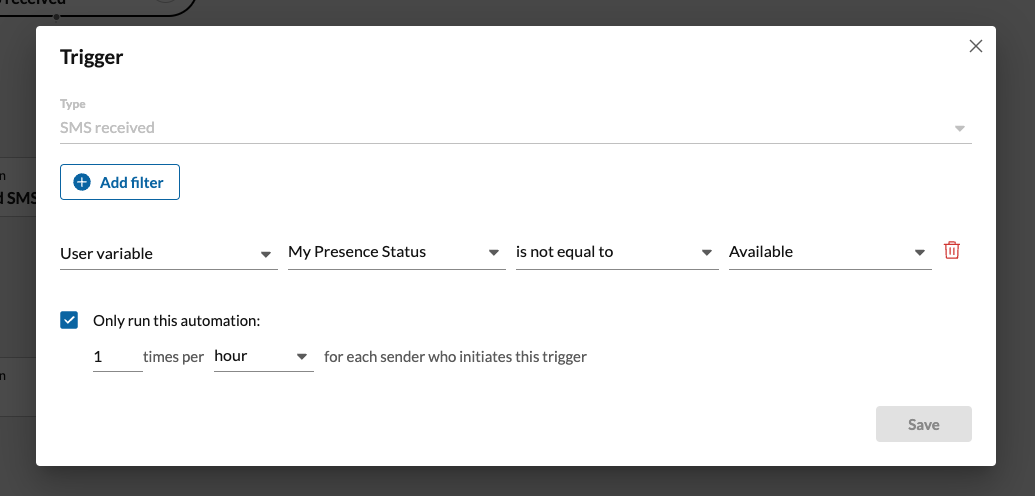 received
Trigger
Type
SMS received
Add filter
User variable My Presence Status is not equal to Available
Only run this automation:
1 times per hour for each sender who initiates this trigger
Save